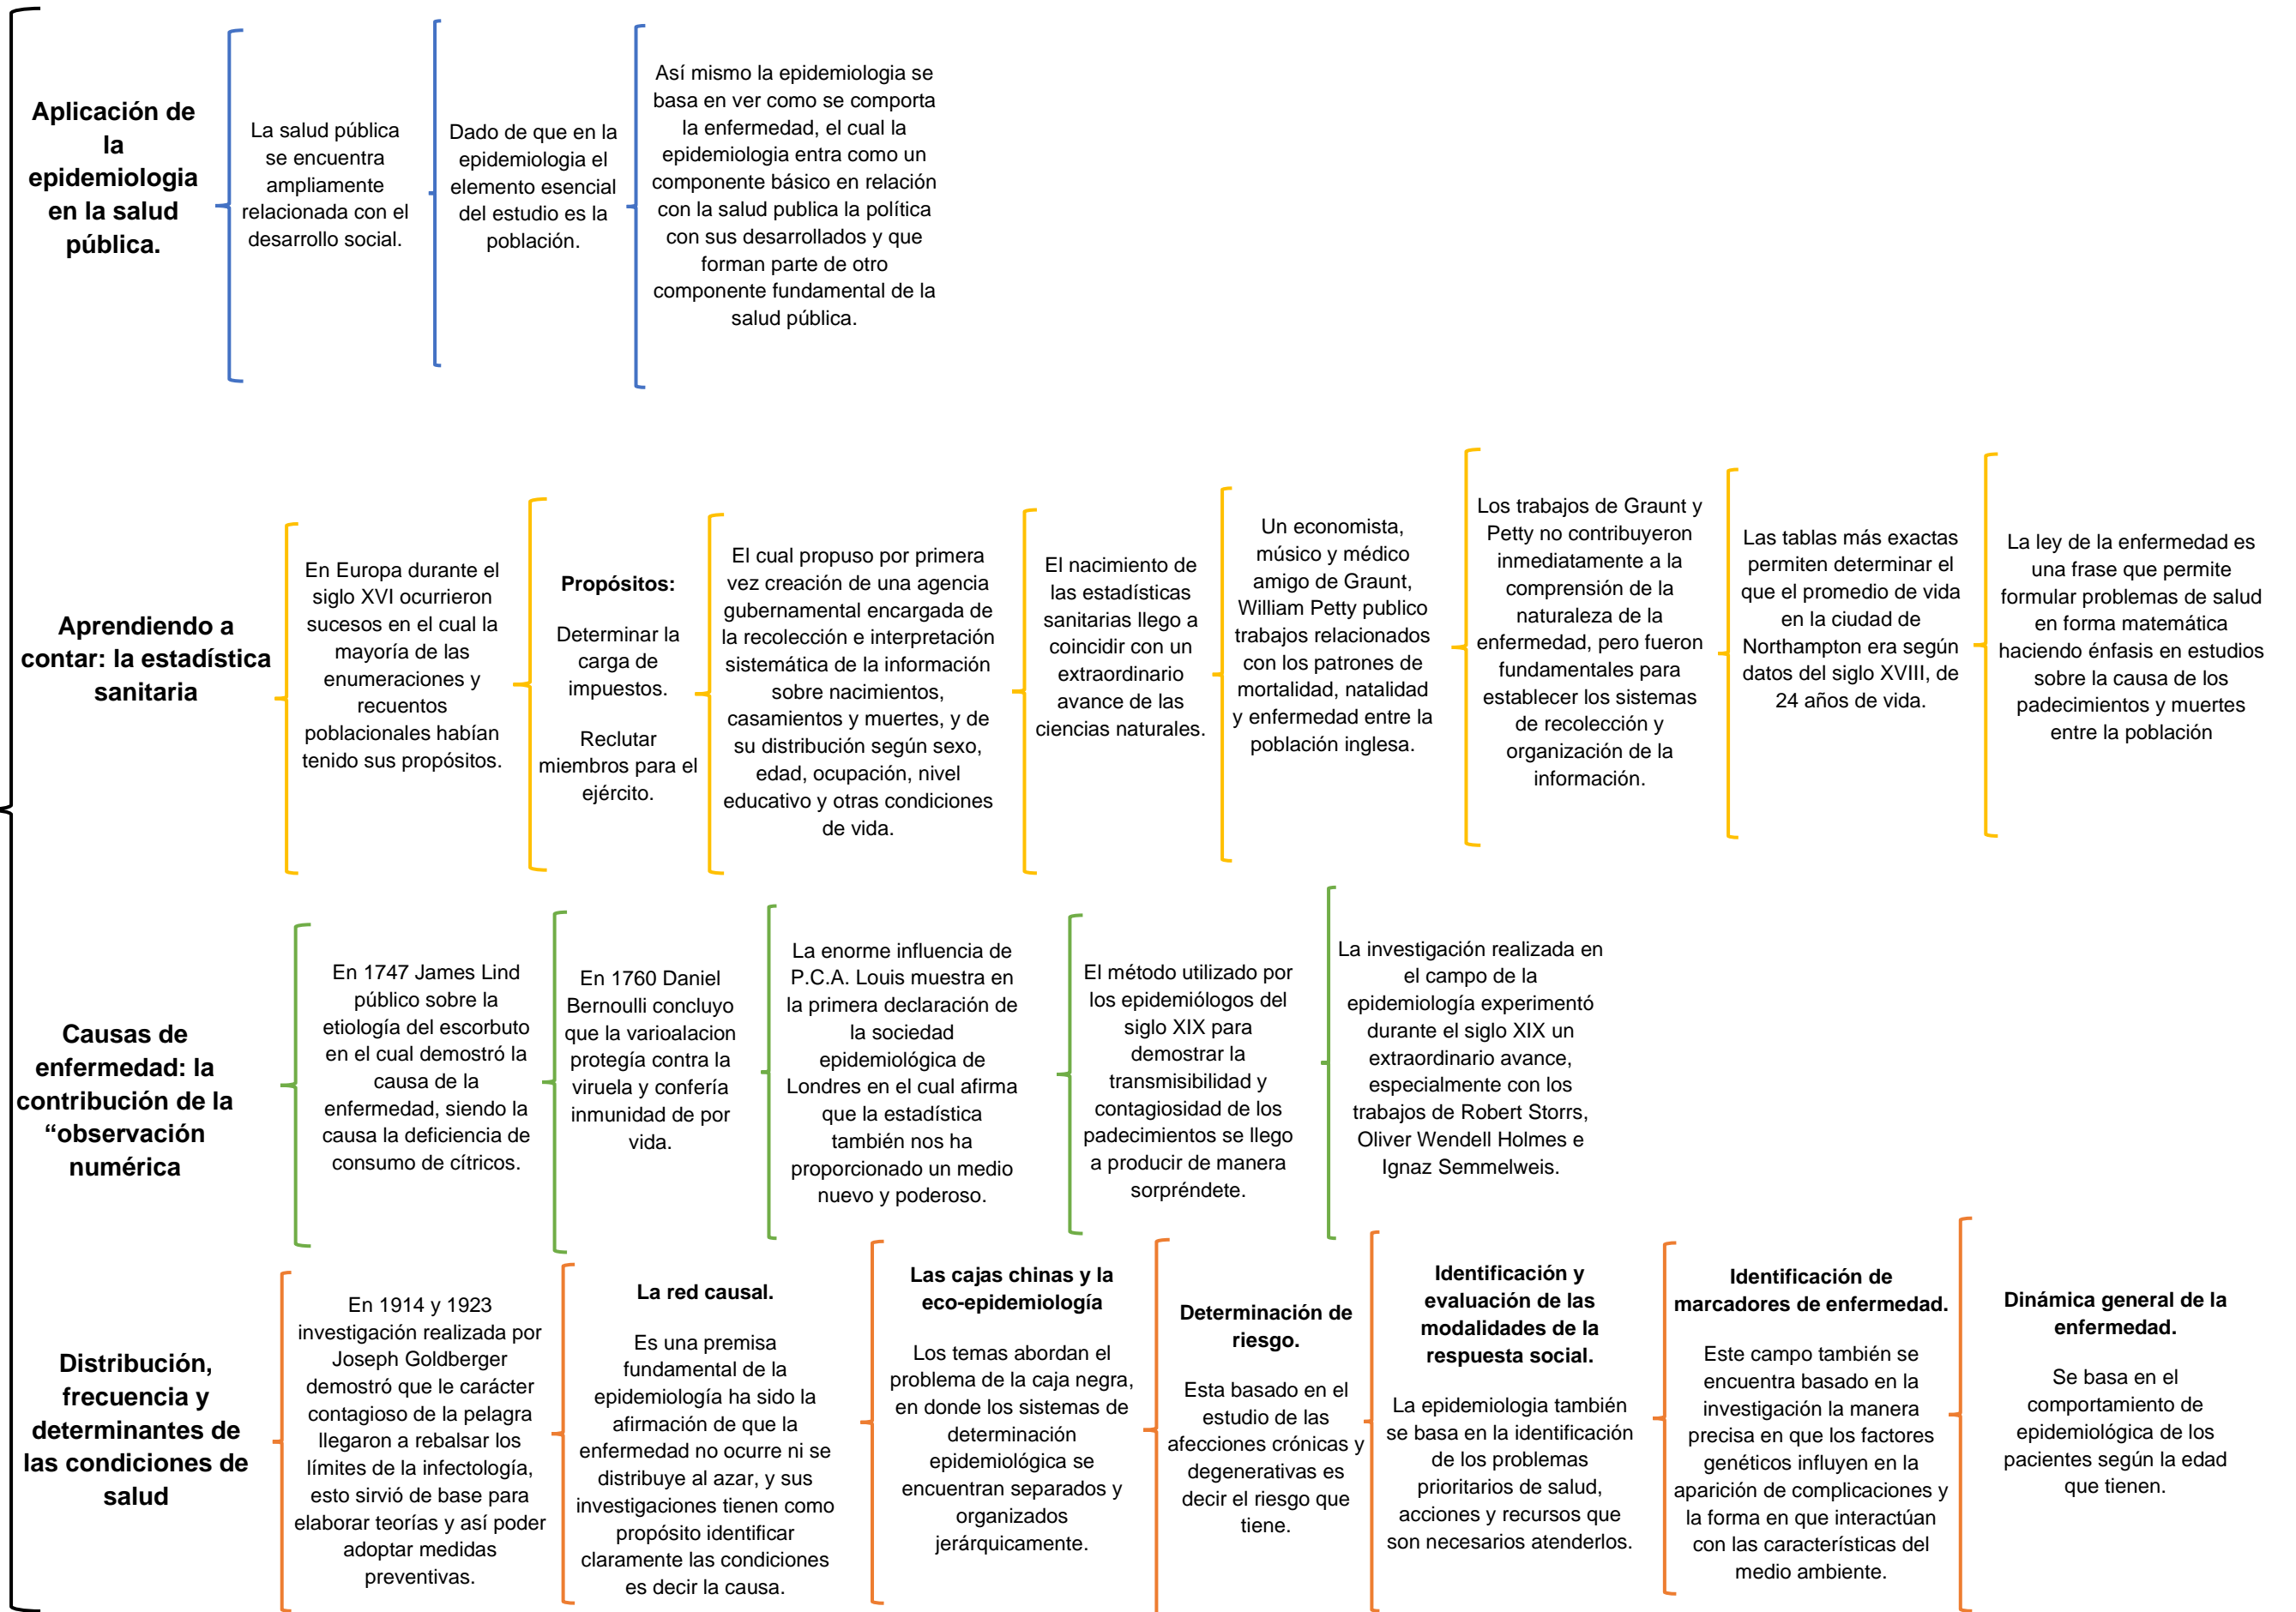 Aplicación de
la
epidemiologia
en la salud
pública.
La salud pública
se encuentra
ampliamente
relacionada con el
desarrollo social.
Dado de que en la
epidemiologia el
elemento esencial
del estudio es la
población.
Así mismo la epidemiologia se
basa en ver como se comporta
la enfermedad, el cual la
epidemiologia entra como un
componente básico en relación
con la salud publica la política
con sus desarrollados y que
forman parte de otro
componente fundamental de la
salud pública.
Aprendiendo a
contar: la estadística
sanitaria
En Europa durante el
siglo XVI ocurrieron
sucesos en el cual la
mayoría de las
enumeraciones y
recuentos
poblacionales habían
tenido sus propósitos.
Propósitos:
Determinar la
carga de
impuestos.
Reclutar
miembros para el
ejército.
El cual propuso por primera
vez creación de una agencia
gubernamental encargada de
la recolección e interpretación
sistemática de la información
sobre nacimientos,
casamientos y muertes, y de
su distribución según sexo,
edad, ocupación, nivel
educativo y otras condiciones
de vida.
El nacimiento de
las estadísticas
sanitarias llego a
coincidir con un
extraordinario
avance de las
ciencias naturales.
Un economista,
músico y médico
amigo de Graunt,
William Petty publico
trabajos relacionados
con los patrones de
mortalidad, natalidad
y enfermedad entre la
población inglesa.
Los trabajos de Graunt y
Petty no contribuyeron
inmediatamente a la
comprensión de la
naturaleza de la
enfermedad, pero fueron
fundamentales para
establecer los sistemas
de recolección y
organización de la
información.
Las tablas más exactas
permiten determinar el
que el promedio de vida
en la ciudad de
Northampton era según
datos del siglo XVIII, de
24 años de vida.
La ley de la enfermedad es
una frase que permite
formular problemas de salud
en forma matemática
haciendo énfasis en estudios
sobre la causa de los
padecimientos y muertes
entre la población
Causas de
enfermedad: la
contribución de la
“observación
numérica
En 1747 James Lind
público sobre la
etiología del escorbuto
en el cual demostró la
causa de la
enfermedad, siendo la
causa la deficiencia de
consumo de cítricos.
En 1760 Daniel
Bernoulli concluyo
que la varioalacion
protegía contra la
viruela y confería
inmunidad de por
vida.
La enorme influencia de
P.C.A. Louis muestra en
la primera declaración de
la sociedad
epidemiológica de
Londres en el cual afirma
que la estadística
también nos ha
proporcionado un medio
nuevo y poderoso.
El método utilizado por
los epidemiólogos del
siglo XIX para
demostrar la
transmisibilidad y
contagiosidad de los
padecimientos se llego
a producir de manera
sorpréndete.
La investigación realizada en
el campo de la
epidemiología experimentó
durante el siglo XIX un
extraordinario avance,
especialmente con los
trabajos de Robert Storrs,
Oliver Wendell Holmes e
Ignaz Semmelweis.
Distribución,
frecuencia y
determinantes de
las condiciones de
salud
En 1914 y 1923
investigación realizada por
Joseph Goldberger
demostró que le carácter
contagioso de la pelagra
llegaron a rebalsar los
límites de la infectología,
esto sirvió de base para
elaborar teorías y así poder
adoptar medidas
preventivas.
La red causal.
Es una premisa
fundamental de la
epidemiología ha sido la
afirmación de que la
enfermedad no ocurre ni se
distribuye al azar, y sus
investigaciones tienen como
propósito identificar
claramente las condiciones
es decir la causa.
Las cajas chinas y la
eco-epidemiología
Los temas abordan el
problema de la caja negra,
en donde los sistemas de
determinación
epidemiológica se
encuentran separados y
organizados
jerárquicamente.
Determinación de
riesgo.
Esta basado en el
estudio de las
afecciones crónicas y
degenerativas es
decir el riesgo que
tiene.
Identificación y
evaluación de las
modalidades de la
respuesta social.
La epidemiologia también
se basa en la identificación
de los problemas
prioritarios de salud,
acciones y recursos que
son necesarios atenderlos.
Identificación de
marcadores de enfermedad.
Este campo también se
encuentra basado en la
investigación la manera
precisa en que los factores
genéticos influyen en la
aparición de complicaciones y
la forma en que interactúan
con las características del
medio ambiente.
Dinámica general de la
enfermedad.
Se basa en el
comportamiento de
epidemiológica de los
pacientes según la edad
que tienen.